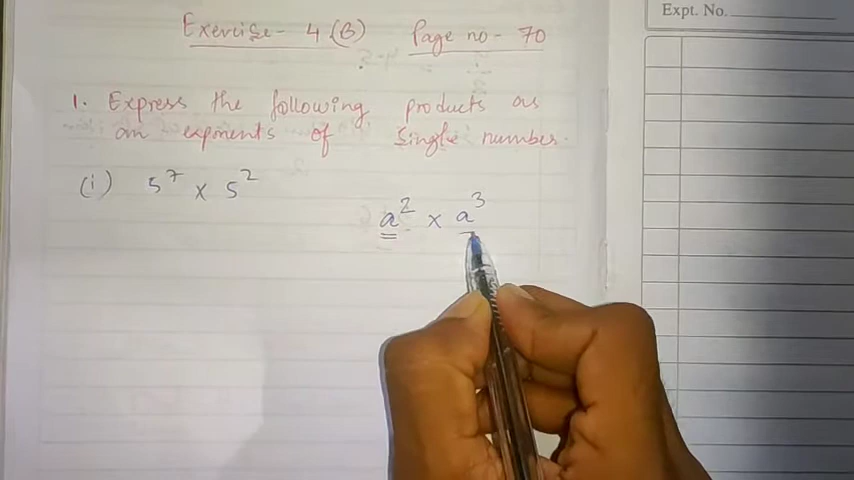 Exercise - 4 (B) Page no - 70
Expt. No.
1. Express the following products as
an exponents of single number.
(i) 5⁷ × 5²
a² × a³